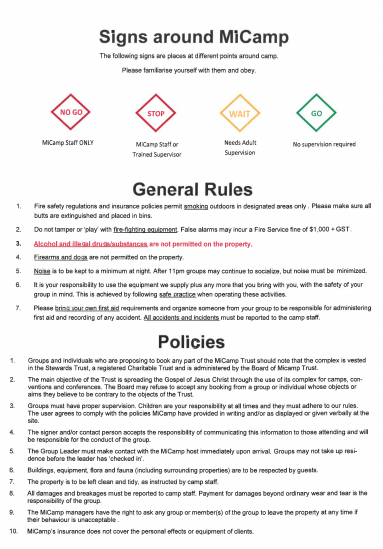 Signs around MiCamp
The following signs are places at different points around camp.
Please familiarise yourself with them and obey.
NO GO
STOP
WAIT
GO
MiCamp Staff ONLY
MiCamp Staff or
Trained Supervisor
Needs Adult
Supervision
No supervision required
General Rules
1. Fire safety regulations and insurance policies permit smoking outdoors in designated areas only . Please make sure all
butts are extinguished and placed in bins.
2. Do not tamper or 'play' with fire-fighting equipment. False alarms may incur a Fire Service fine of $1,000 + GST.
3. Alcohol and illegal drugs/substances are not permitted on the property.
4. Firearms and dogs are not permitted on the property.
5. Noise is to be kept to a minimum at night. After 11pm groups may continue to socialize, but noise must be minimized.
6. It is your responsibility to use the equipment we supply plus any more that you bring with you, with the safety of your
group in mind. This is achieved by following safe practice when operating these activities.
7. Please bring your own first aid requirements and organize someone from your group to be responsible for administering
first aid and recording of any accident. All accidents and incidents must be reported to the camp staff.
Policies
1. Groups and individuals who are proposing to book any part of the MiCamp Trust should note that the complex is vested
in the Stewards Trust, a registered Charitable Trust and is administered by the Board of Micamp Trust.
2. The main objective of the Trust is spreading the Gospel of Jesus Christ through the use of its complex for camps, con-
ventions and conferences. The Board may refuse to accept any booking from a group or individual whose objects or
aims they believe to be contrary to the objects of the Trust.
3. Groups must have proper supervision. Children are your responsibility at all times and they must adhere to our rules.
The user agrees to comply with the policies MiCamp have provided in writing and/or as displayed or given verbally at the
site.
4. The signer and/or contact person accepts the responsibility of communicating this information to those attending and will
be responsible for the conduct of the group.
5. The Group Leader must make contact with the MiCamp host immediately upon arrival. Groups may not take up resi-
dence before the leader has 'checked in'.
6. Buildings, equipment, flora and fauna (including surrounding properties) are to be respected by guests.
7. The property is to be left clean and tidy, as instructed by camp staff.
8. All damages and breakages must be reported to camp staff. Payment for damages beyond ordinary wear and tear is the
responsibility of the group.
9. The MiCamp managers have the right to ask any group or member(s) of the group to leave the property at any time if
their behaviour is unacceptable .
10. MiCamp's insurance does not cover the personal effects or equipment of clients.